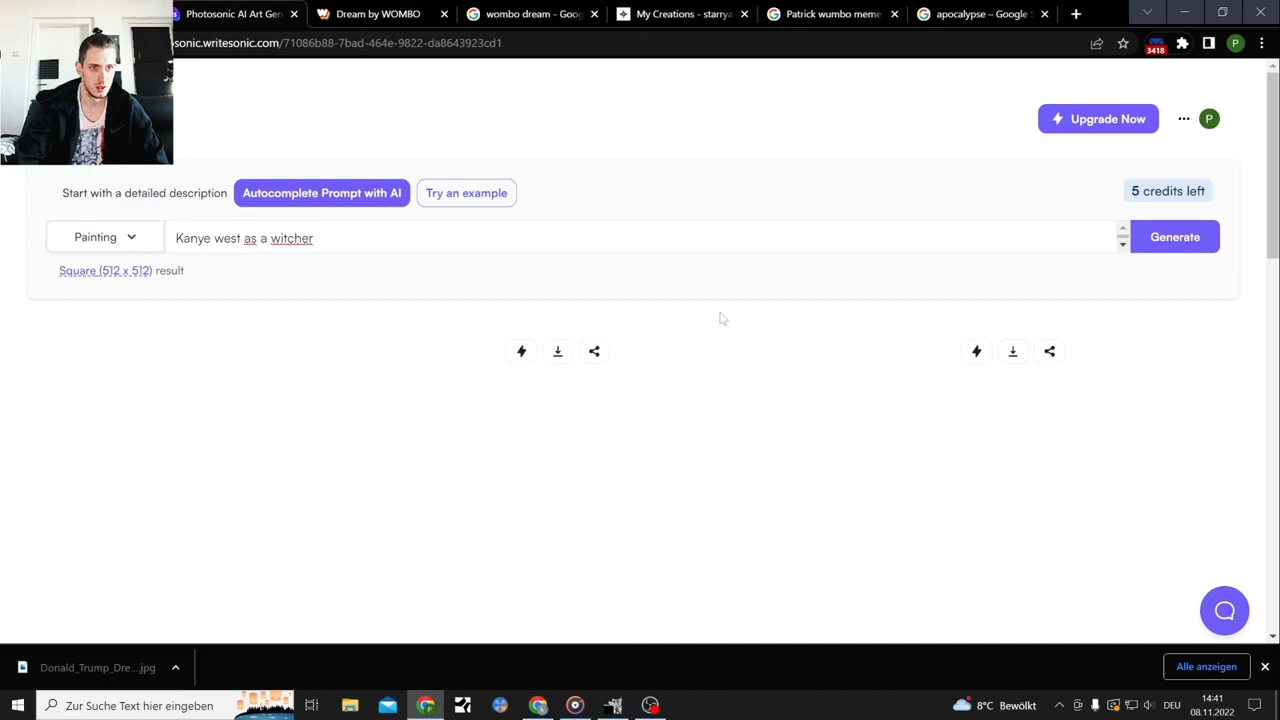 Photosonic AI Art Gen
Dream by WOMBO
wombo dream - Goog
My Creations - starrya
Patrick wumbo meme
apocalypse – Google S
sonic.writesonic.com/71086b88-7bad-464e-9822-da8643923cd1
3418
P
Upgrade Now
P
Start with a detailed description
Autocomplete Prompt with AI
Try an example
5 credits left
Painting
Kanye west as a witcher
Generate
Square (512 x 512) result
Donald_Trump_Dre....jpg
Alle anzeigen
Zur Suche Text hier eingeben
8°C Bewölkt
DEU
14:41
08.11.2022